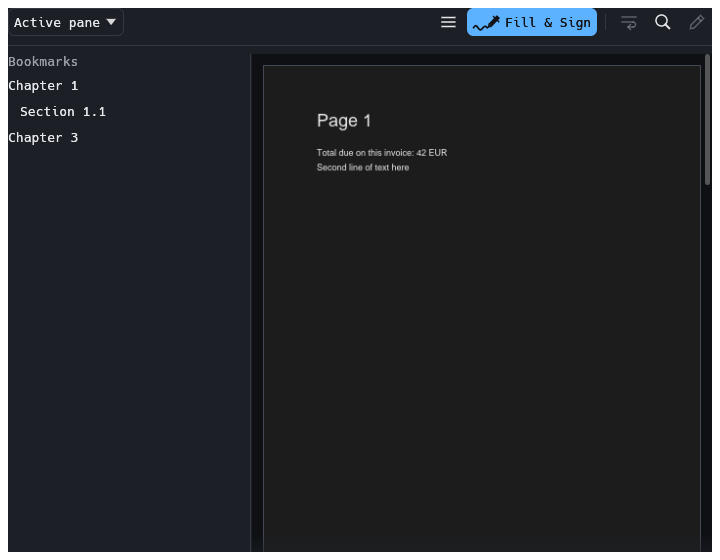 Active pane
Fill & Sign
Bookmarks
Chapter 1
Section 1.1
Chapter 3
Page 1
Total due on this invoice: 42 EUR
Second line of text here